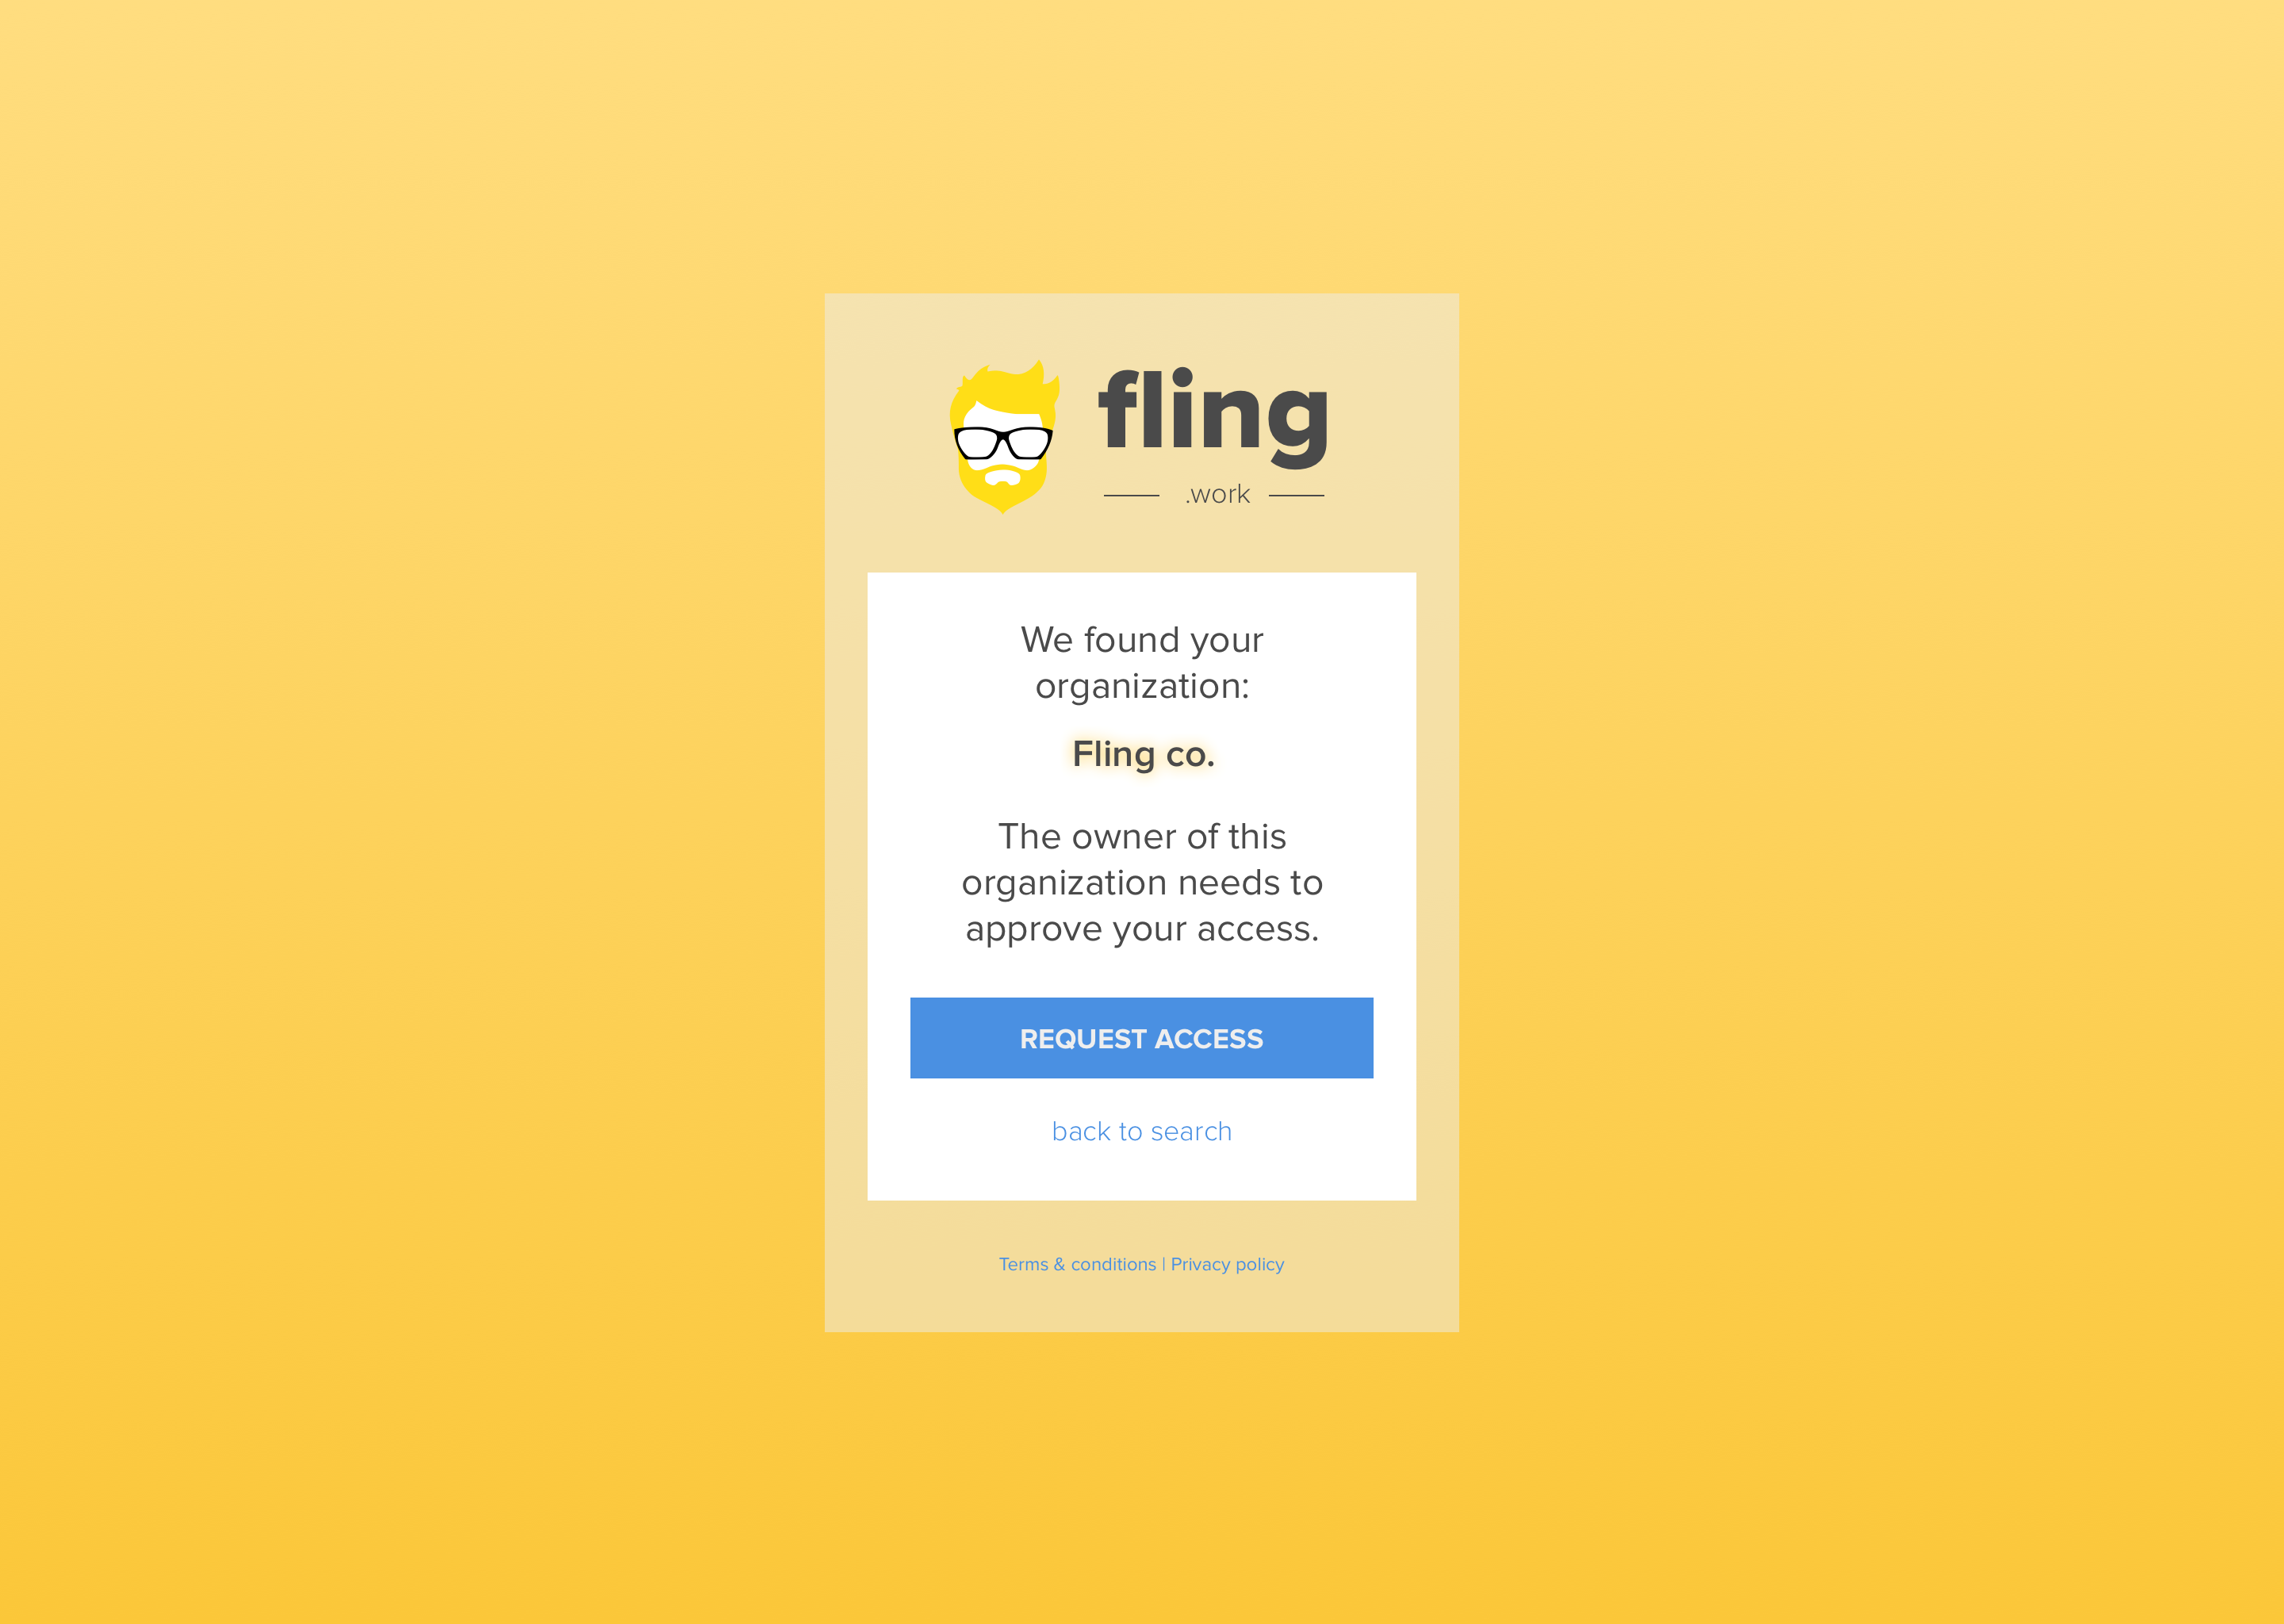 fling
.work
We found your
organization:
Fling co.
The owner of this
organization needs to
approve your access.
REQUEST ACCESS
back to search
Terms & conditions | Privacy policy